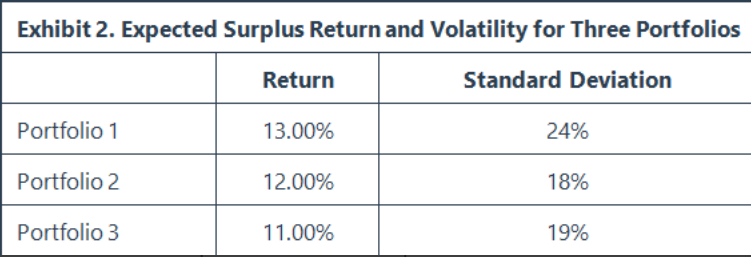 Exhibit 2. Expected Surplus Return and Volatility for Three Portfolios
Return Standard Deviation
Portfolio 1 13.00% 24%
Portfolio 2 12.00% 18%
Portfolio 3 11.00% 19%